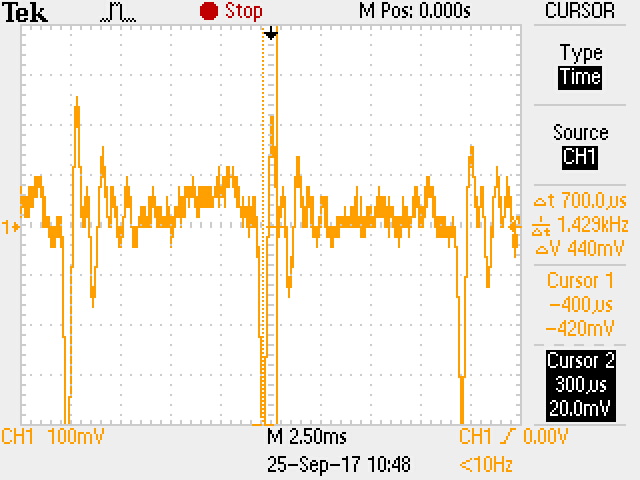 Tek Stop M Pos: 0.000s CURSOR
Type
Time
Source
CH1
Δt 700.0µs
1/Δt 1.429kHz
ΔV 440mV
1
Cursor 1
-400µs
-420mV
Cursor 2
300µs
20.0mV
CH1 100mV M 2.50ms CH1 / 0.00V
25-Sep-17 10:48 <10Hz